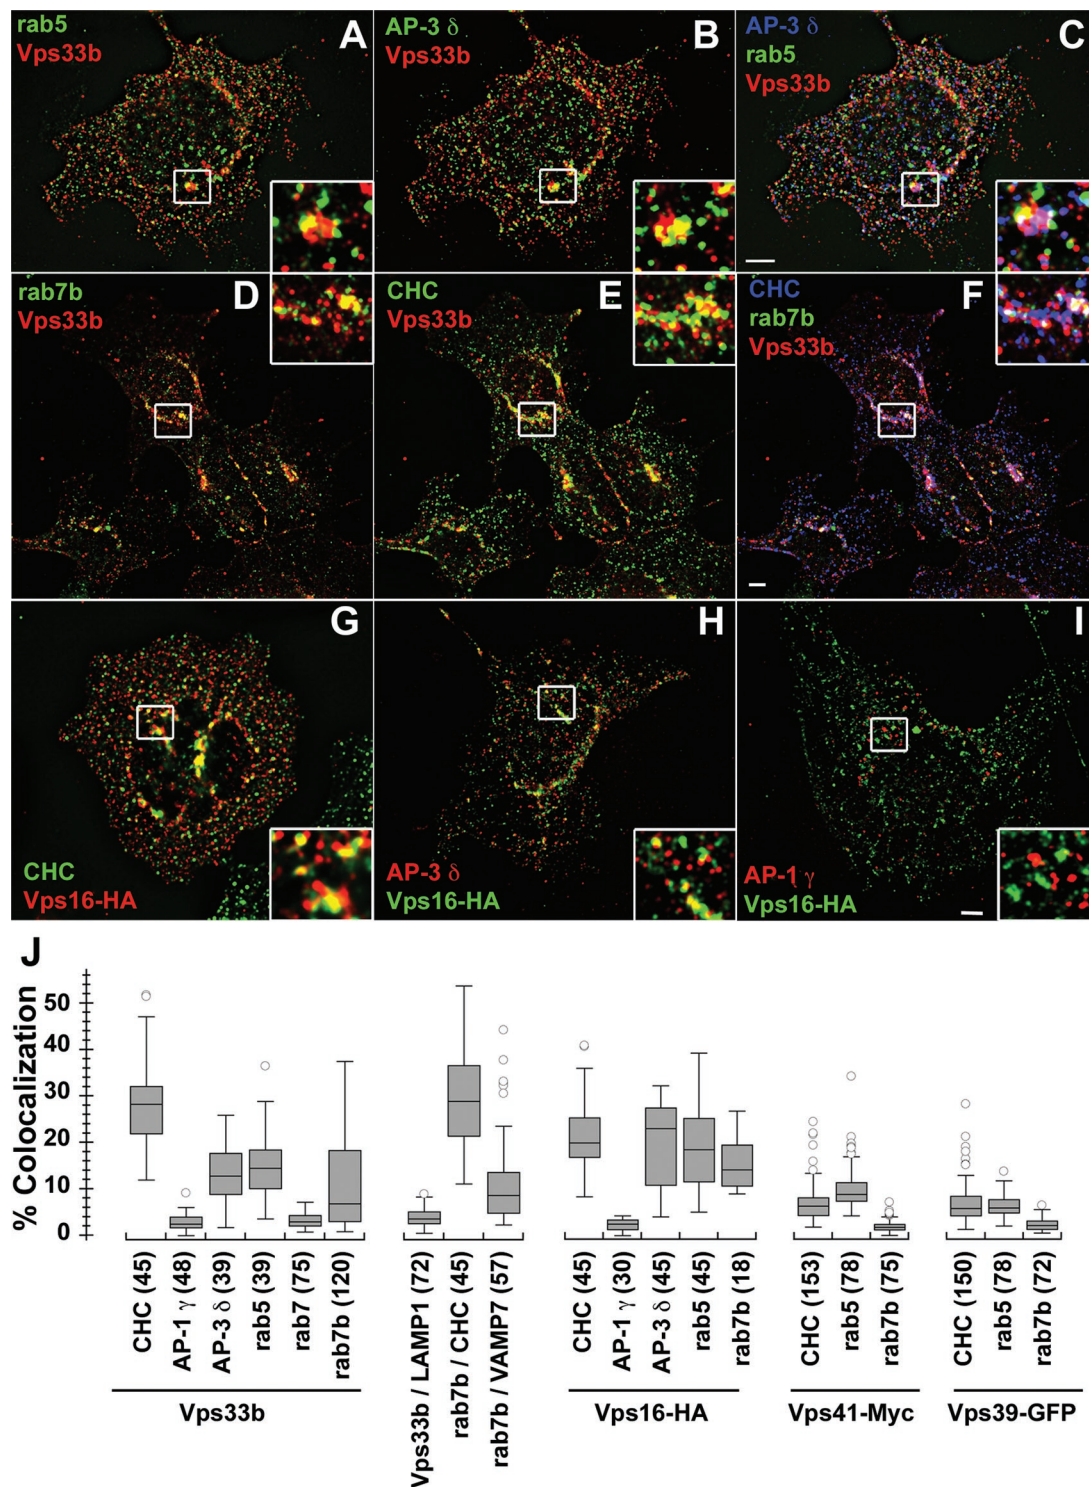 rab5
Vps33b
A
AP-3 δ
Vps33b
B
AP-3 δ
rab5
Vps33b
C
rab7b
Vps33b
D
CHC
Vps33b
E
CHC
rab7b
Vps33b
F
G
CHC
Vps16-HA
H
AP-3 δ
Vps16-HA
I
AP-1 γ
Vps16-HA
J
% Colocalization
50
40
30
20
10
0
CHC (45)
AP-1 γ (48)
AP-3 δ (39)
rab5 (39)
rab7 (75)
rab7b (120)
Vps33b / LAMP1 (72)
rab7b / CHC (45)
rab7b / VAMP7 (57)
CHC (45)
AP-1 γ (30)
AP-3 δ (45)
rab5 (45)
rab7b (18)
CHC (153)
rab5 (78)
rab7b (75)
CHC (150)
rab5 (78)
rab7b (72)
Vps33b
Vps16-HA
Vps41-Myc
Vps39-GFP